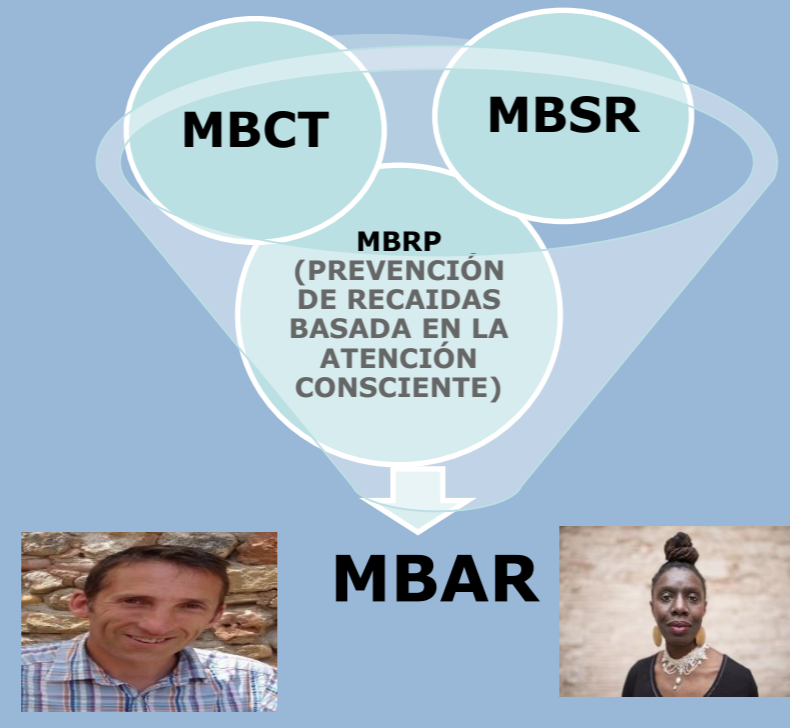 MBCT
MBSR
MBRP
(PREVENCIÓN
DE RECAIDAS
BASADA EN LA
ATENCIÓN
CONSCIENTE)
MBAR